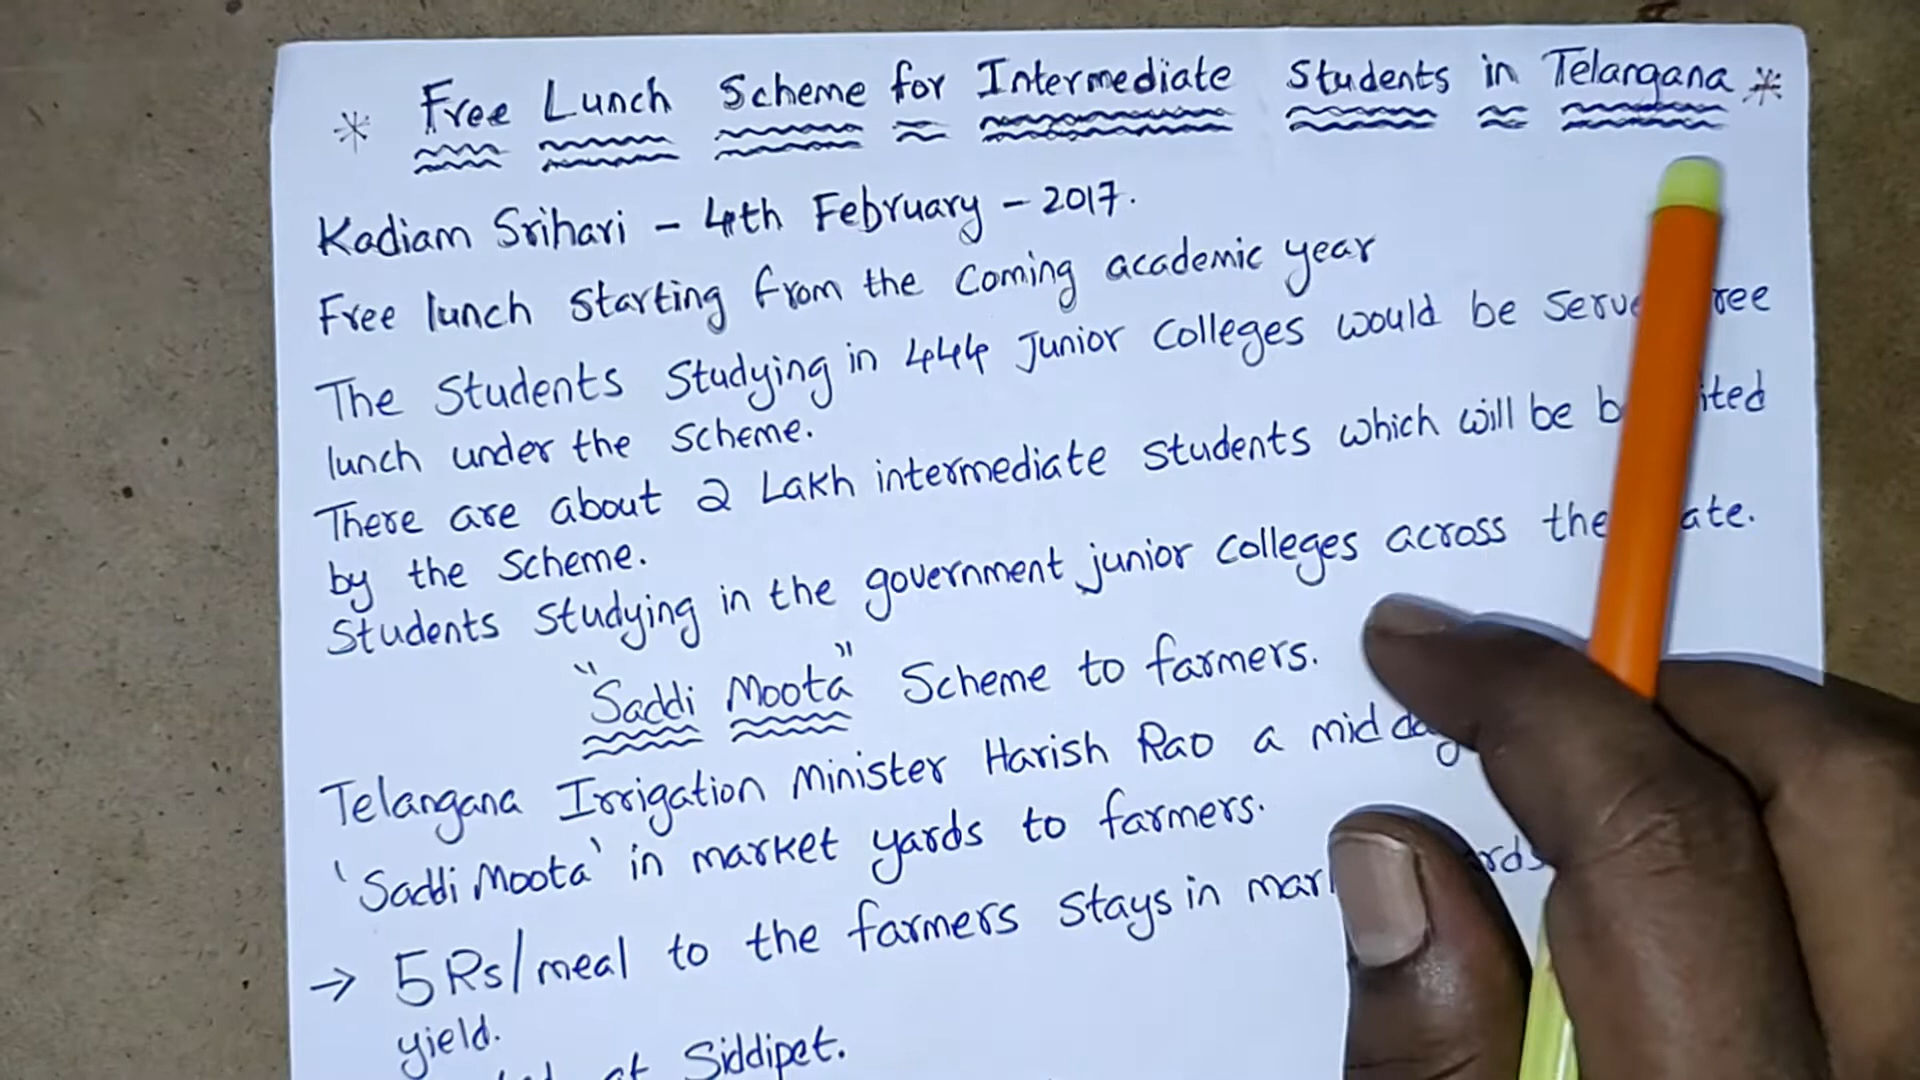 * Free Lunch Scheme for Intermediate Students in Telangana *
Kadiam Srihari - 4th February - 2017.
Free lunch starting from the coming academic year
The Students Studying in 444 Junior Colleges would be
lunch under the scheme.
There are about 2 Lakh intermediate students which will be
by the scheme.
Students studying in the government junior colleges across the
"Saddi Moota" Scheme to farmers.
Telangana Irrigation Minister Harish Rao a mid
'Saddi Moota' in market yards to farmers.
→ 5 Rs/meal to the farmers stays in
yield.
at Siddipet.